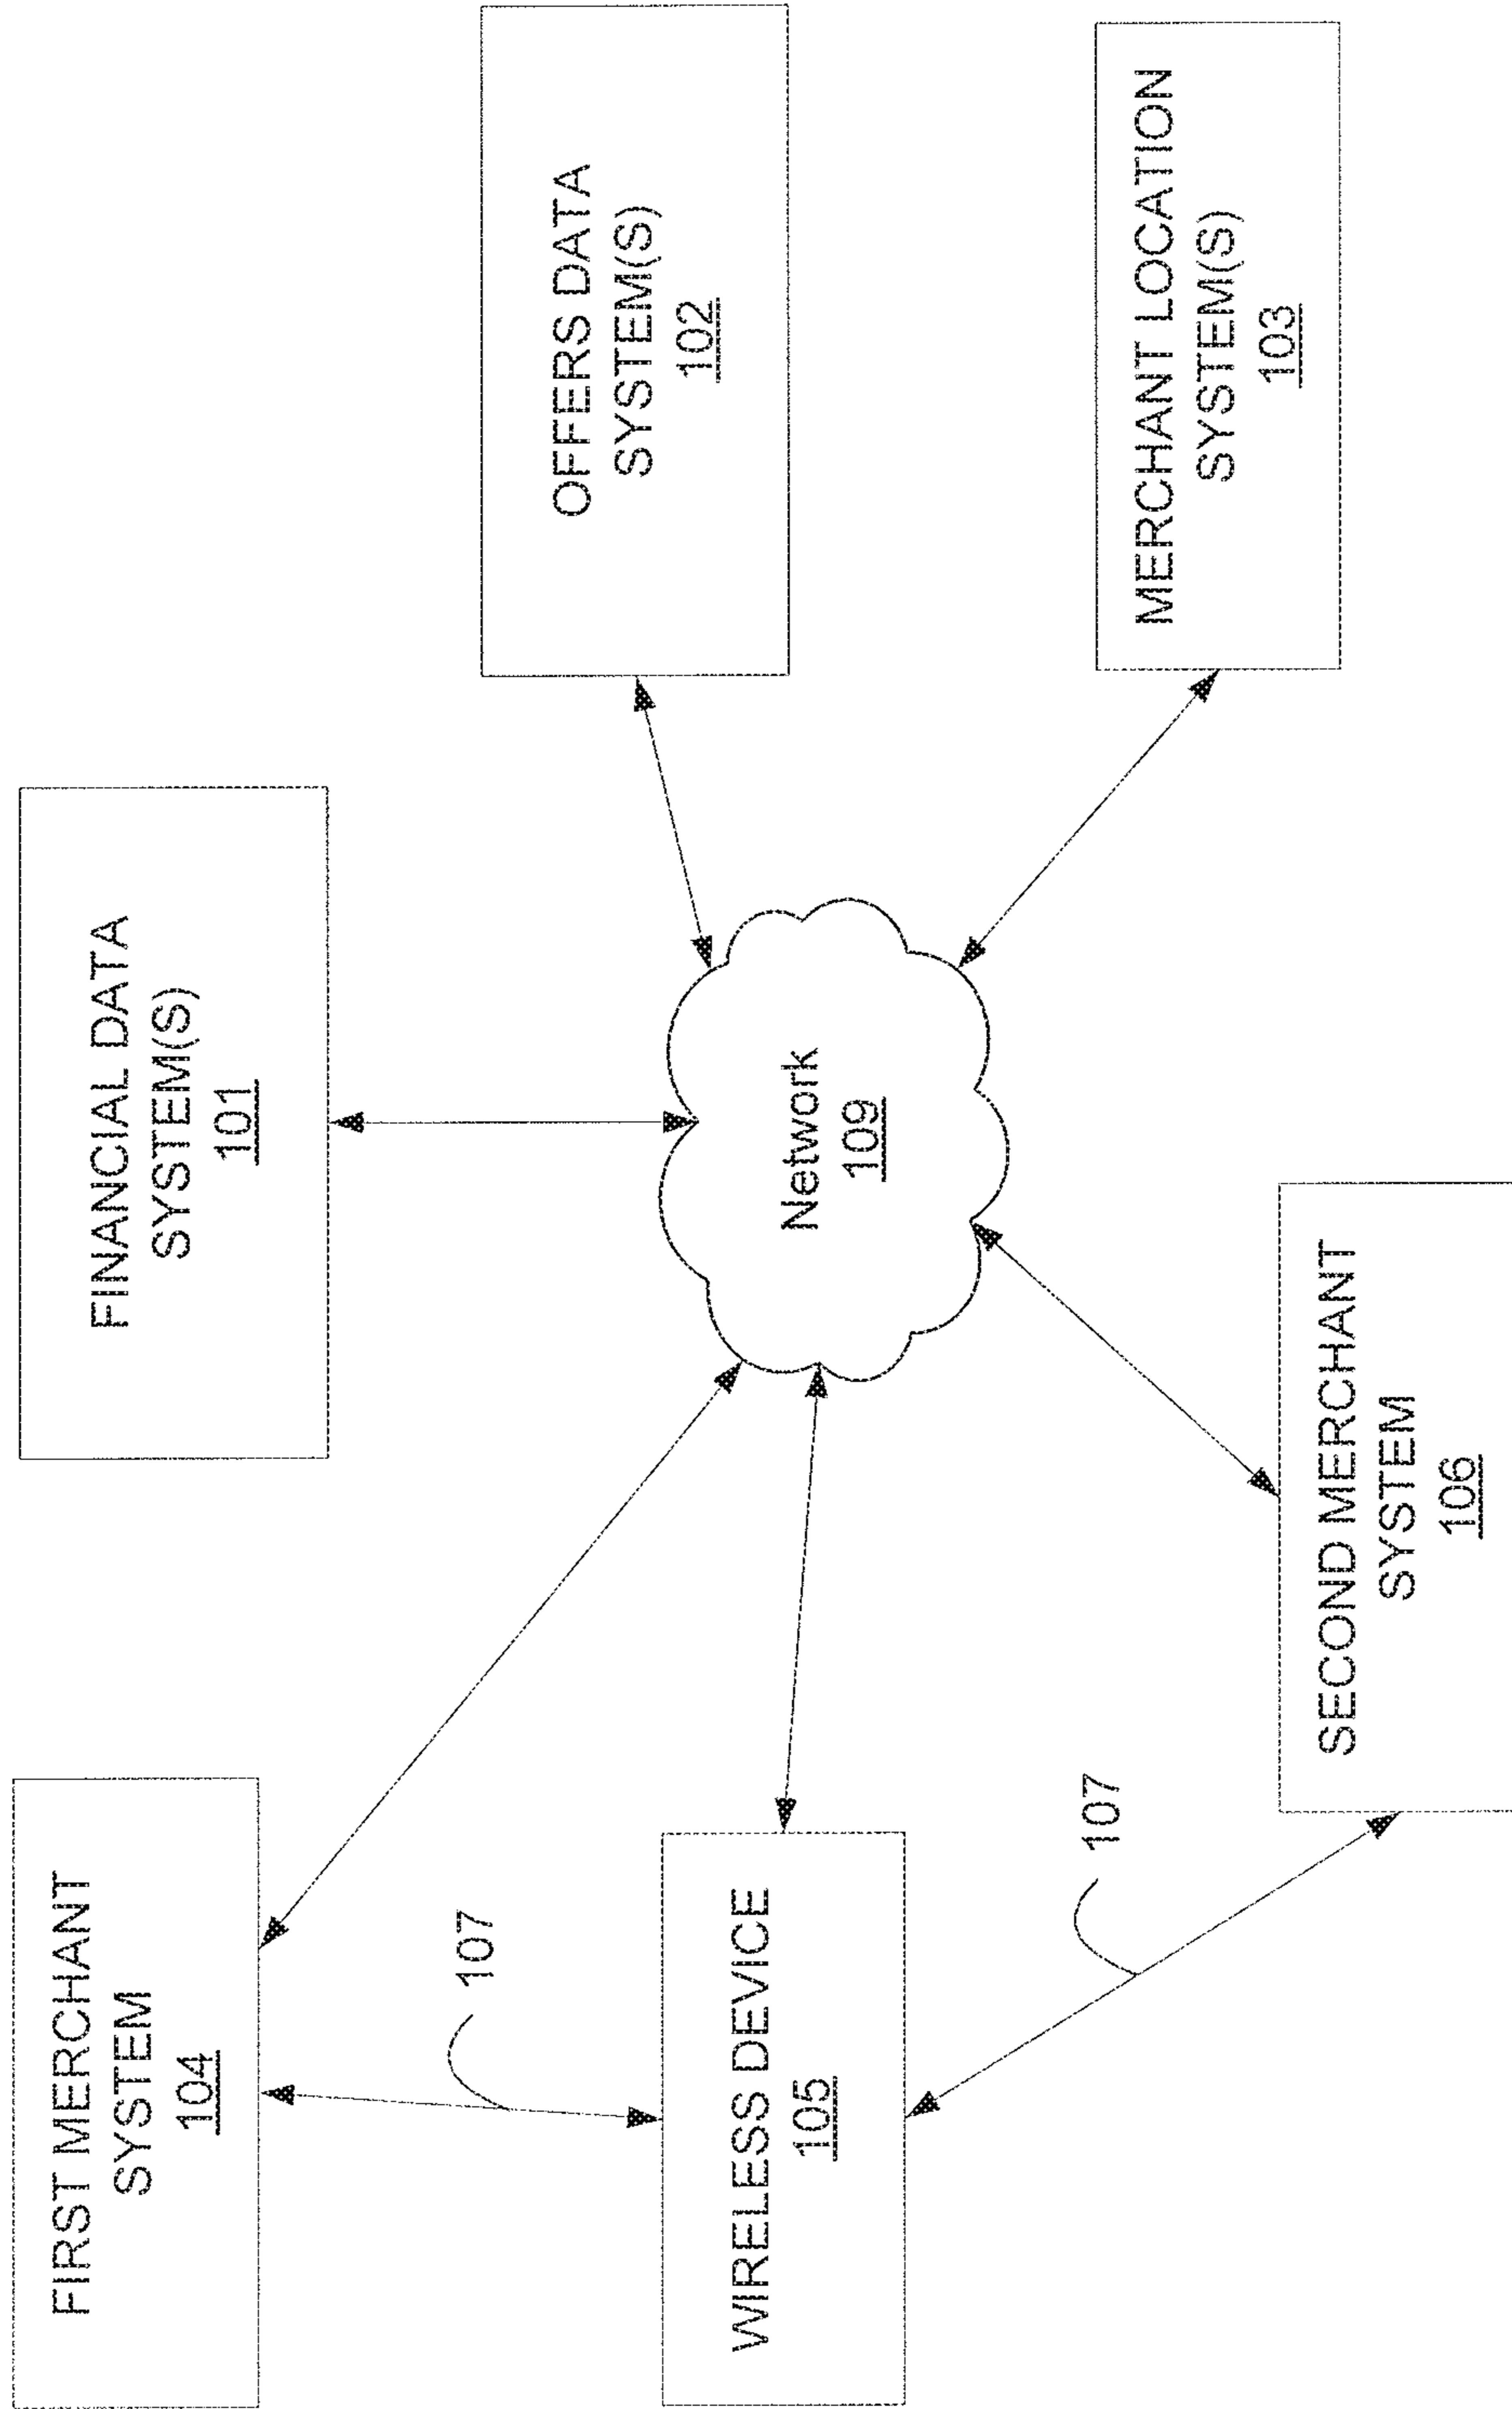 FIRST MERCHANT
SYSTEM
104
FINANCIAL DATA
SYSTEM(S)
101
OFFERS DATA
SYSTEM(S)
102
107
WIRELESS DEVICE
105
Network
109
107
MERCHANT LOCATION
SYSTEM(S)
103
SECOND MERCHANT
SYSTEM
106